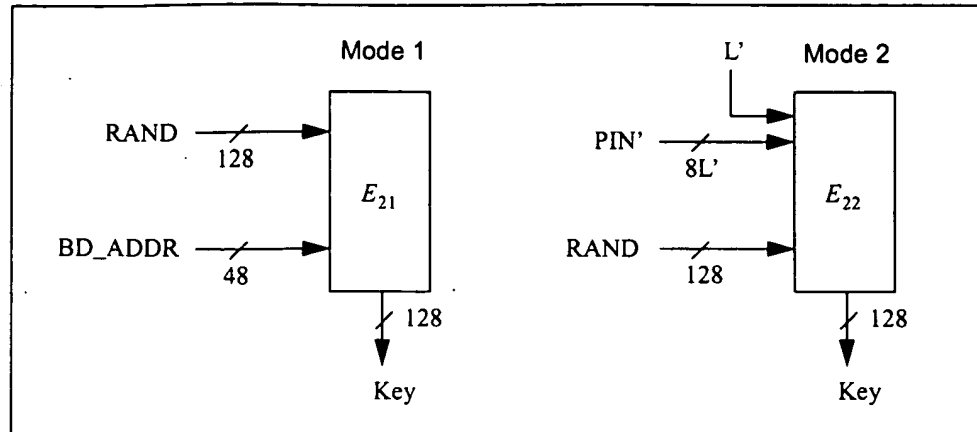 Mode 1
RAND
128
E21
BD_ADDR
48
128
Key
L'
Mode 2
PIN'
8L'
E22
RAND
128
128
Key